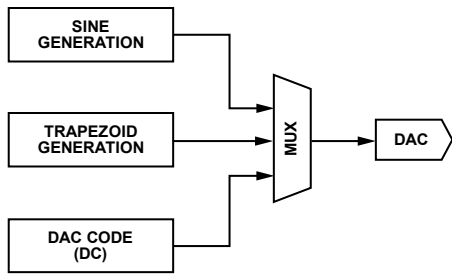 SINE
GENERATION
TRAPEZOID
GENERATION
DAC CODE
(DC)
MUX
DAC